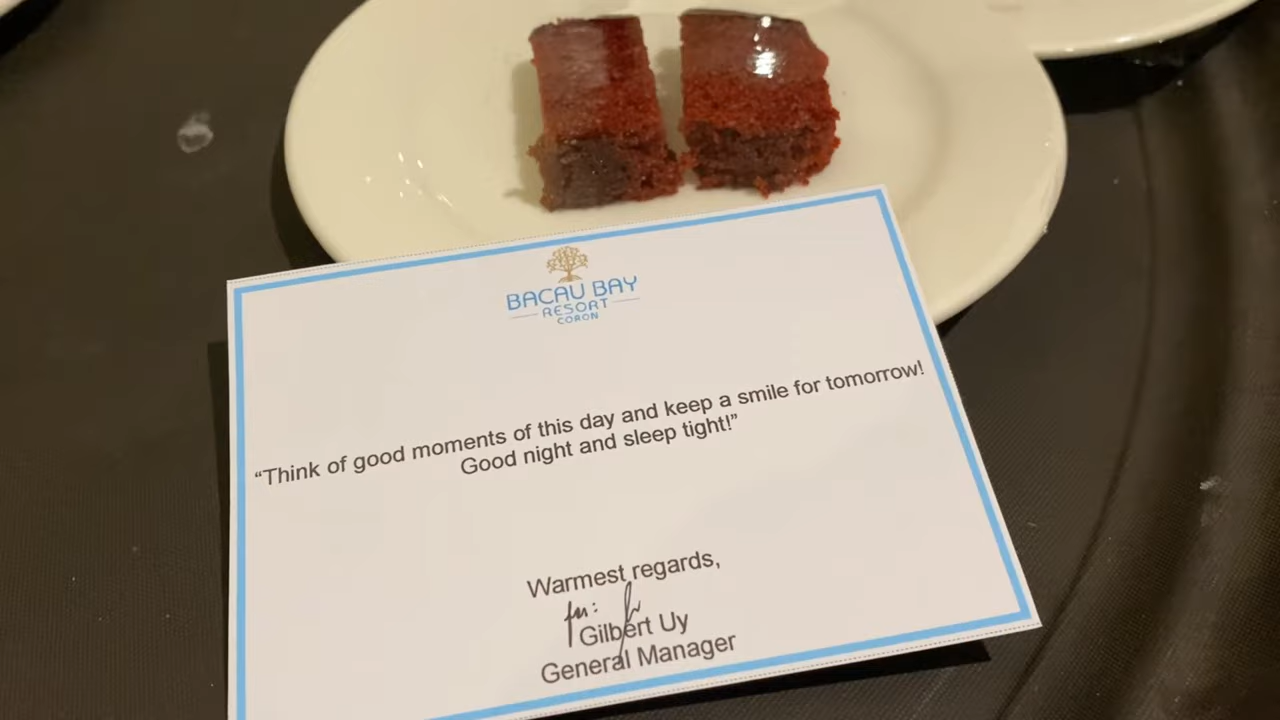 BACAU BAY
RESORT
CORON
“Think of good moments of this day and keep a smile for tomorrow!
Good night and sleep tight!”
Warmest regards,
for:
Gilbert Uy
General Manager